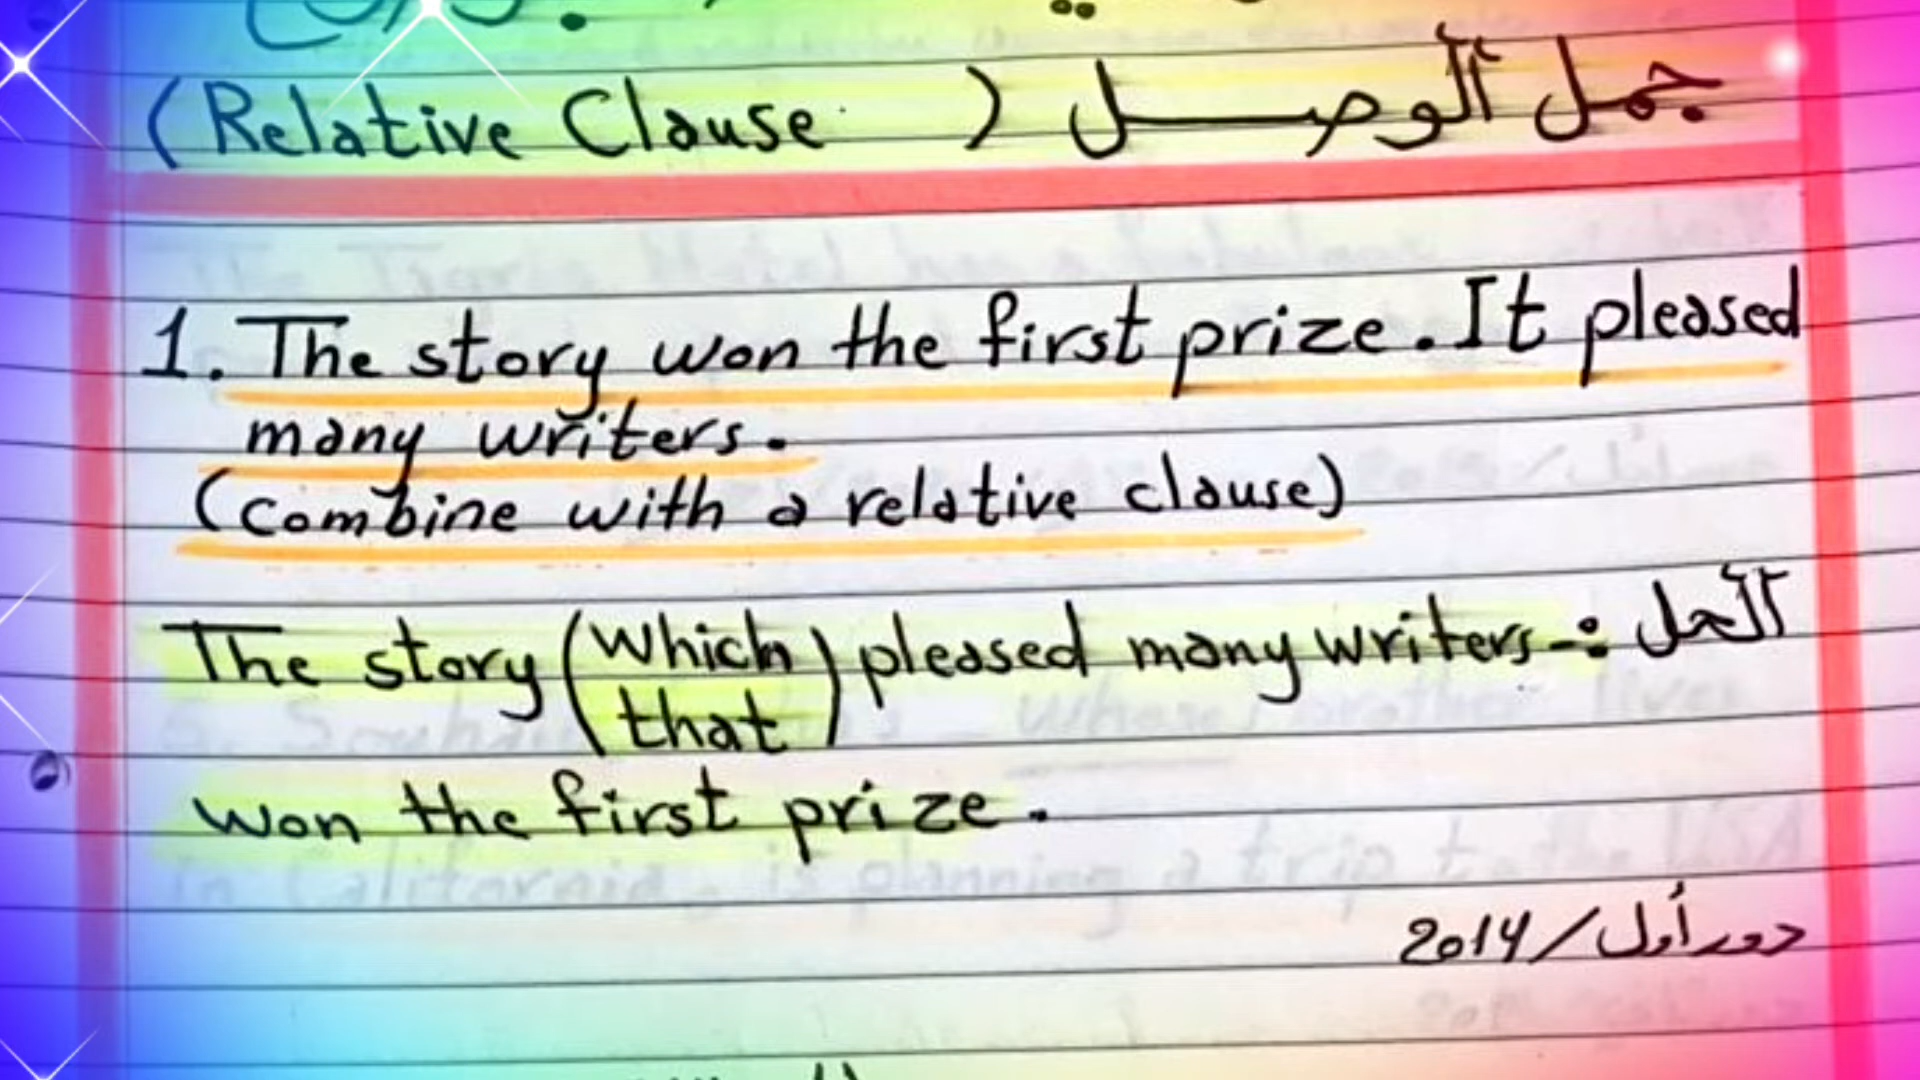 (Relative Clause ) جمل الوصل
1. The story won the first prize. It pleased
many writers.
(combine with a relative clause)
The story (which) pleased many writers -: الحل
(that)
won the first prize.
دور أول / 2014